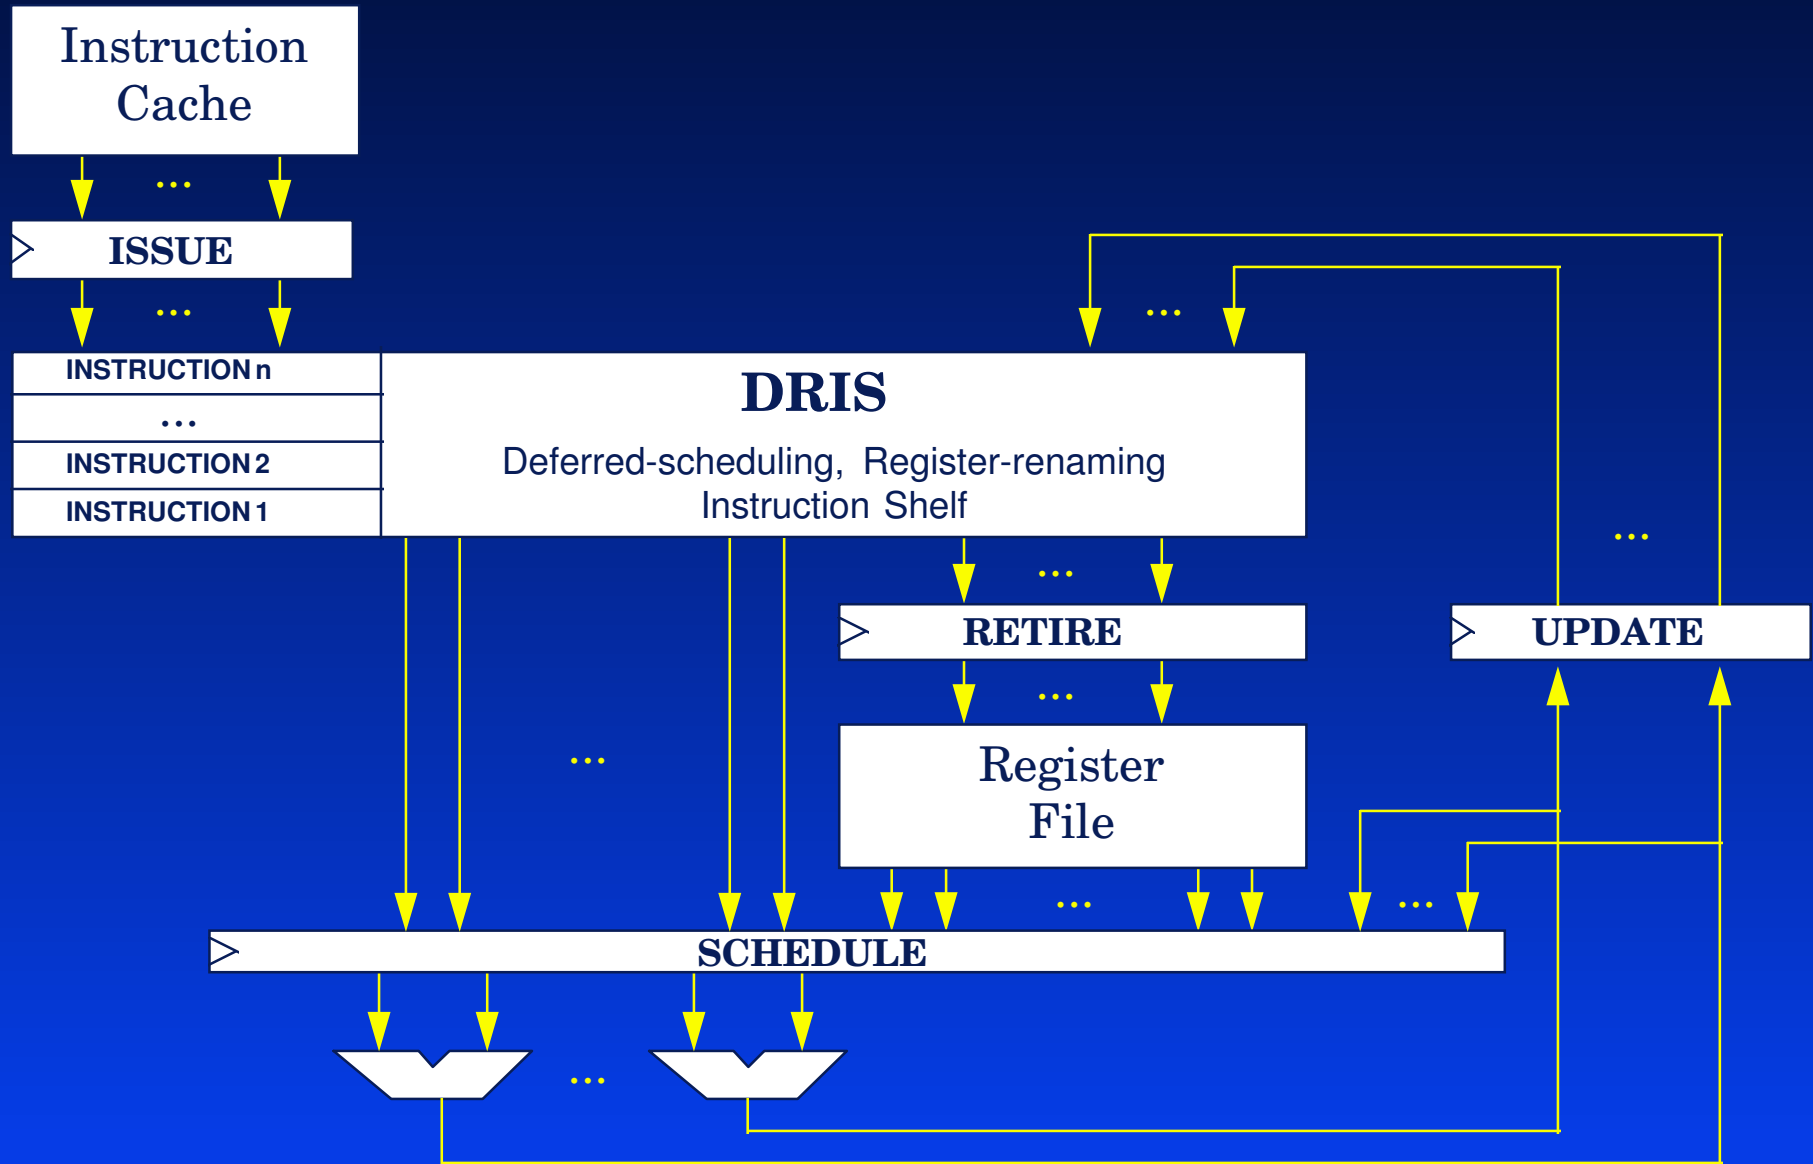 Instruction
Cache
...
ISSUE
...
...
INSTRUCTION n
...
INSTRUCTION 2
INSTRUCTION 1
DRIS
Deferred-scheduling, Register-renaming
Instruction Shelf
...
...
RETIRE
UPDATE
...
...
Register
File
...
...
SCHEDULE
...